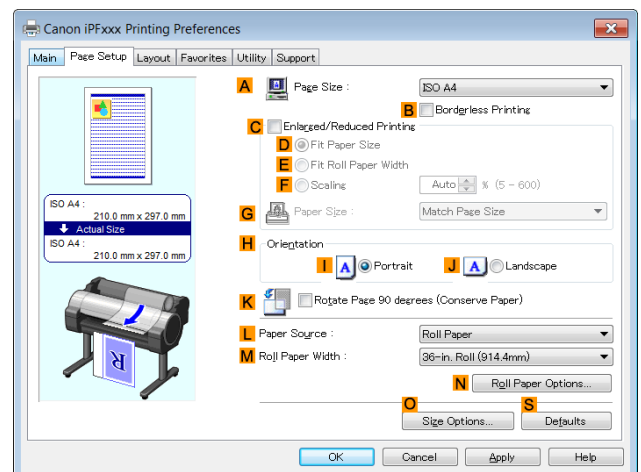 Canon iPFxxx Printing Preferences
Main Page Setup Layout Favorites Utility Support
A Page Size : ISO A4
B Borderless Printing
C Enlarged/Reduced Printing
D Fit Paper Size
E Fit Roll Paper Width
F Scaling Auto % (5 - 600)
G Paper Size : Match Page Size
ISO A4 :
210.0 mm x 297.0 mm
Actual Size
ISO A4 :
210.0 mm x 297.0 mm
H Orientation
I A Portrait J A Landscape
K Rotate Page 90 degrees (Conserve Paper)
L Paper Source : Roll Paper
M Roll Paper Width : 36-in. Roll (914.4mm)
R
N Roll Paper Options...
O S
Size Options... Defaults
OK Cancel Apply Help